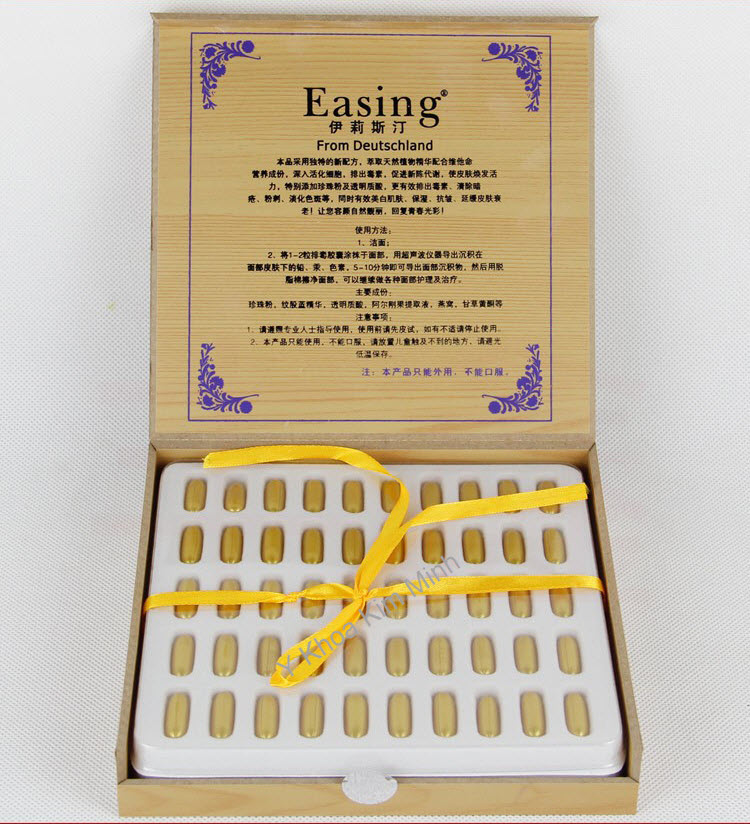 Easing®
伊莉斯汀
From Deutschland
本品采用独特的新配方，萃取天然植物精华配合维他命
营养成份，深入活化细胞，排出毒素，促进新陈代谢，使皮肤焕发活
力，特别添加珍珠粉及透明质酸，更有效排出毒素，清除暗
疮、粉刺，淡化色斑等，同时有效美白肌肤、保湿、抗皱、延缓皮肤衰
老！让您容颜自然靓丽，回复青春光彩！
使用方法：
1、洁面；
2、将1-2粒排毒胶囊涂抹于面部，用超声波仪器导出沉积在
面部皮肤下的铅、汞、色素，5-10分钟即可导出面部沉积物，然后用脱
脂棉擦净面部，可以继续做各种面部护理及治疗。
主要成份：
珍珠粉，纹股蓝精华，透明质酸，阿尔刚果提取液，燕窝，甘草黄酮等
注意事项：
1、请遵照专业人士指导使用，使用前请先皮试，如有不适请停止使用。
2、本产品只能使用，不能口服，请放置儿童触及不到的地方，请避光
低温保存。
注：本产品只能外用，不能口服。
Y Khoa Kim Minh